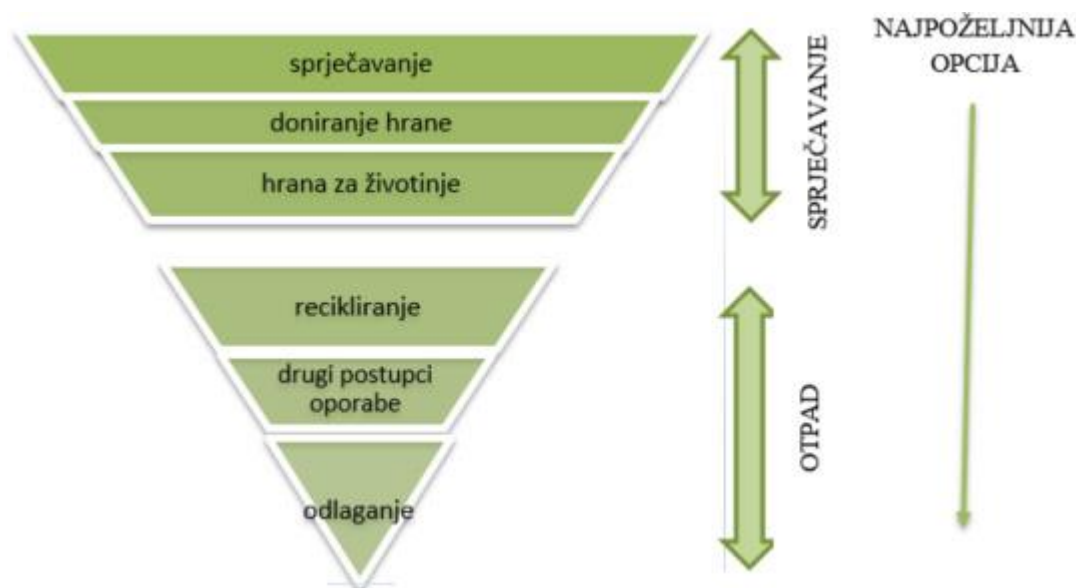 sprječavanje
doniranje hrane
hrana za životinje
recikliranje
drugi postupci
oporabe
odlaganje
SPRJEČAVANJE
OTPAD
NAJPOŽELJNIJA
OPCIJA